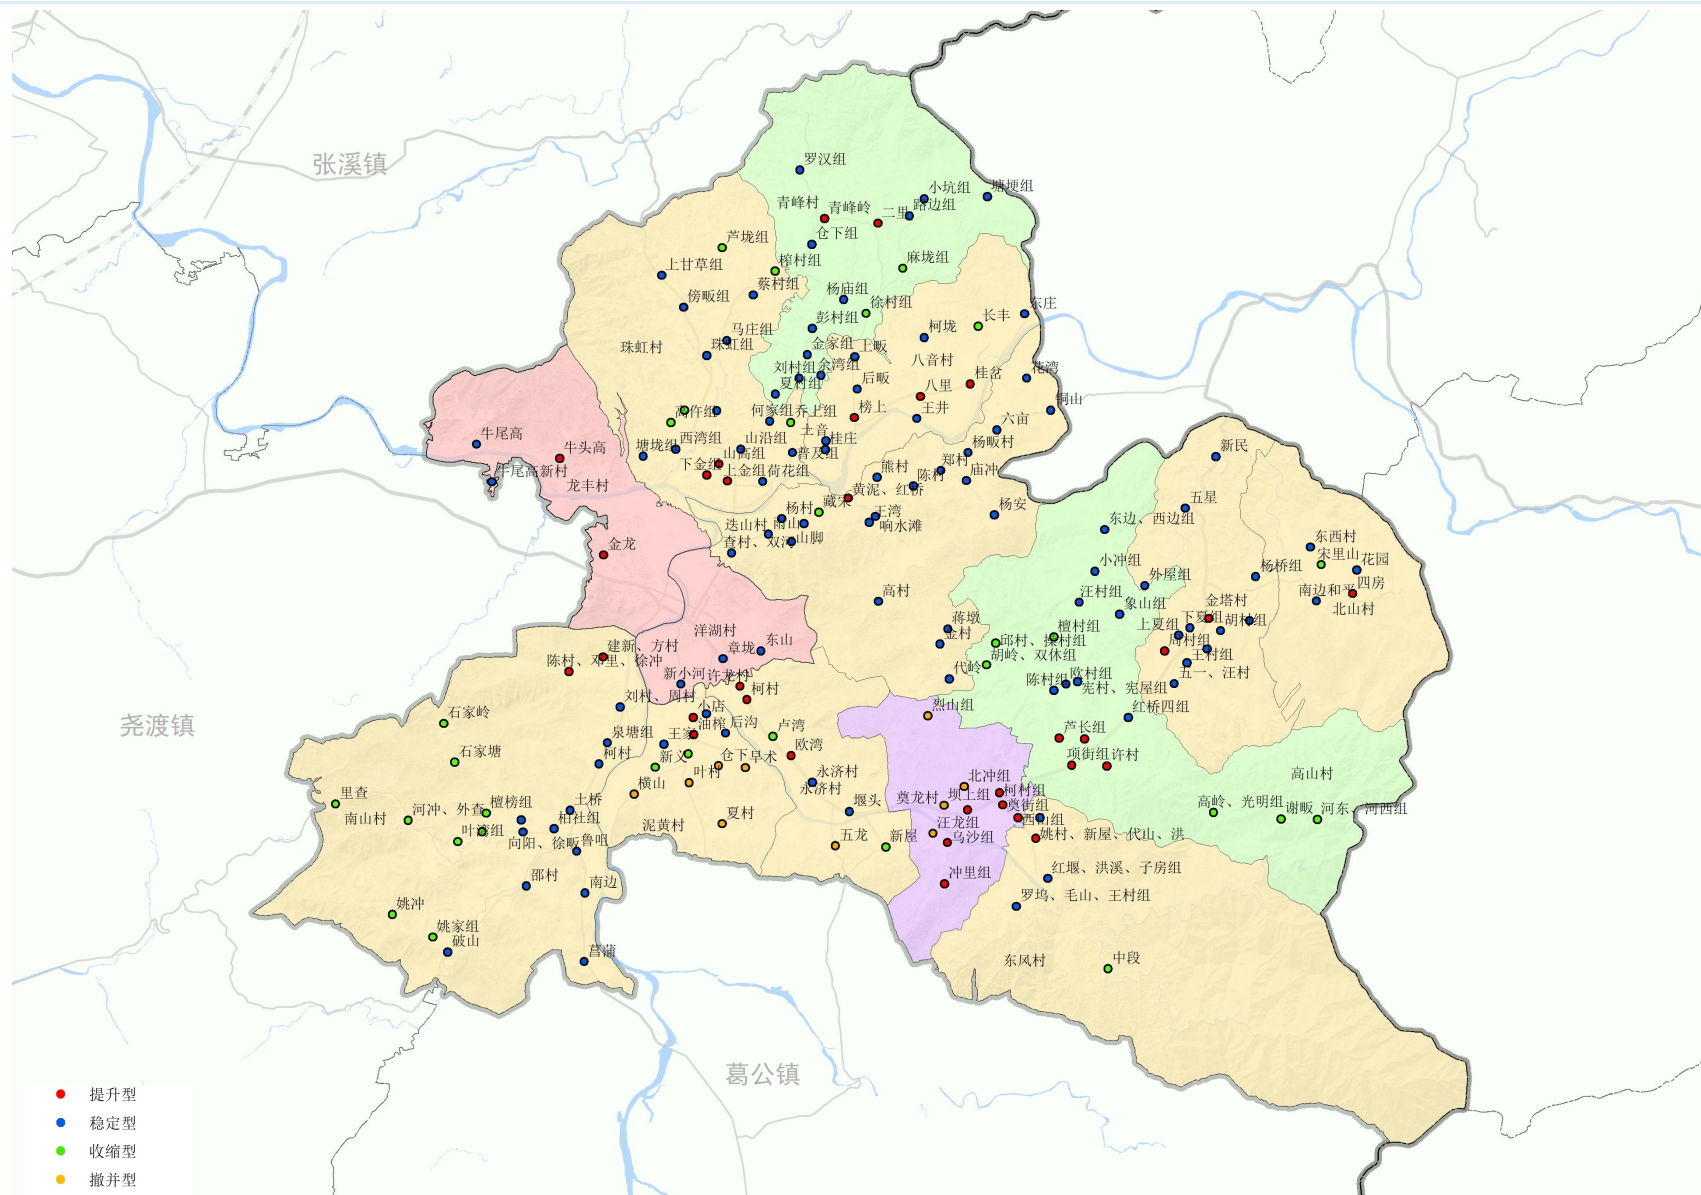 张溪镇
罗汉组
小坑组
塘埂组
青峰村
青峰岭
二里
路边组
仓下组
芦垅组
榨村组
麻垅组
上甘草组
蔡村组
傍畈组
杨庙组
徐村组
东庄
长丰
彭村组
马庄组
柯垅
珠虹村
珠虹组
金家组
上畈
八音村
刘村组
余湾组
桂岔
花湾
夏村组
后畈
八里
铜山
高仵组
何家组
乔上组
榜上
王井
六亩
牛尾高
牛头高
塘垅组
西湾组
山沿组
上音
桂庄
杨畈村
下金组
山高组
普及组
郑村
牛尾高新村
上金组
荷花组
熊村
陈村
庙冲
龙丰村
黄泥、红桥
藏宋
杨村
杨安
迭山村
雨山
王湾
响水滩
查村、双河
山脚
金龙
新民
五星
东边、西边组
东西村
宋里山
花园
小冲组
外屋组
杨桥组
四房
南边和平
北山村
高村
汪村组
象山组
金塔村
下夏组
胡村组
蒋墩
金村
檀村组
上夏组
邱村、操村组
周村组
洋湖村
东山
章垅
建新、方村
陈村、邓里、徐冲
胡岭、双休组
王村组
五一、汪村
代岭
陈村组
欧村组
宪村、宪屋组
新小河
许龙村
柯村
刘村、周村
小店
烈山组
红桥四组
石家岭
泉塘组
油榨
后沟
卢湾
芦长组
王家
欧湾
项街组
许村
石家塘
柯村
新义
仓下
早术
永济村
永济村
叶村
北冲组
高山村
里查
横山
柯村组
奠龙村
坝上组
奠街组
堰头
高岭、光明组
谢畈
河东、河西组
南山村
河冲、外查
檀榜组
土桥
柏社组
泥黄村
夏村
汪龙组
西山组
叶湾组
向阳、徐畈
鲁咀
五龙
新屋
乌沙组
姚村、新屋、代山、洪
邵村
南边
冲里组
红堰、洪溪、子房组
罗坞、毛山、王村组
姚冲
姚家组
破山
菖蒲
东风村
中段
尧渡镇
葛公镇
提升型
稳定型
收缩型
撤并型